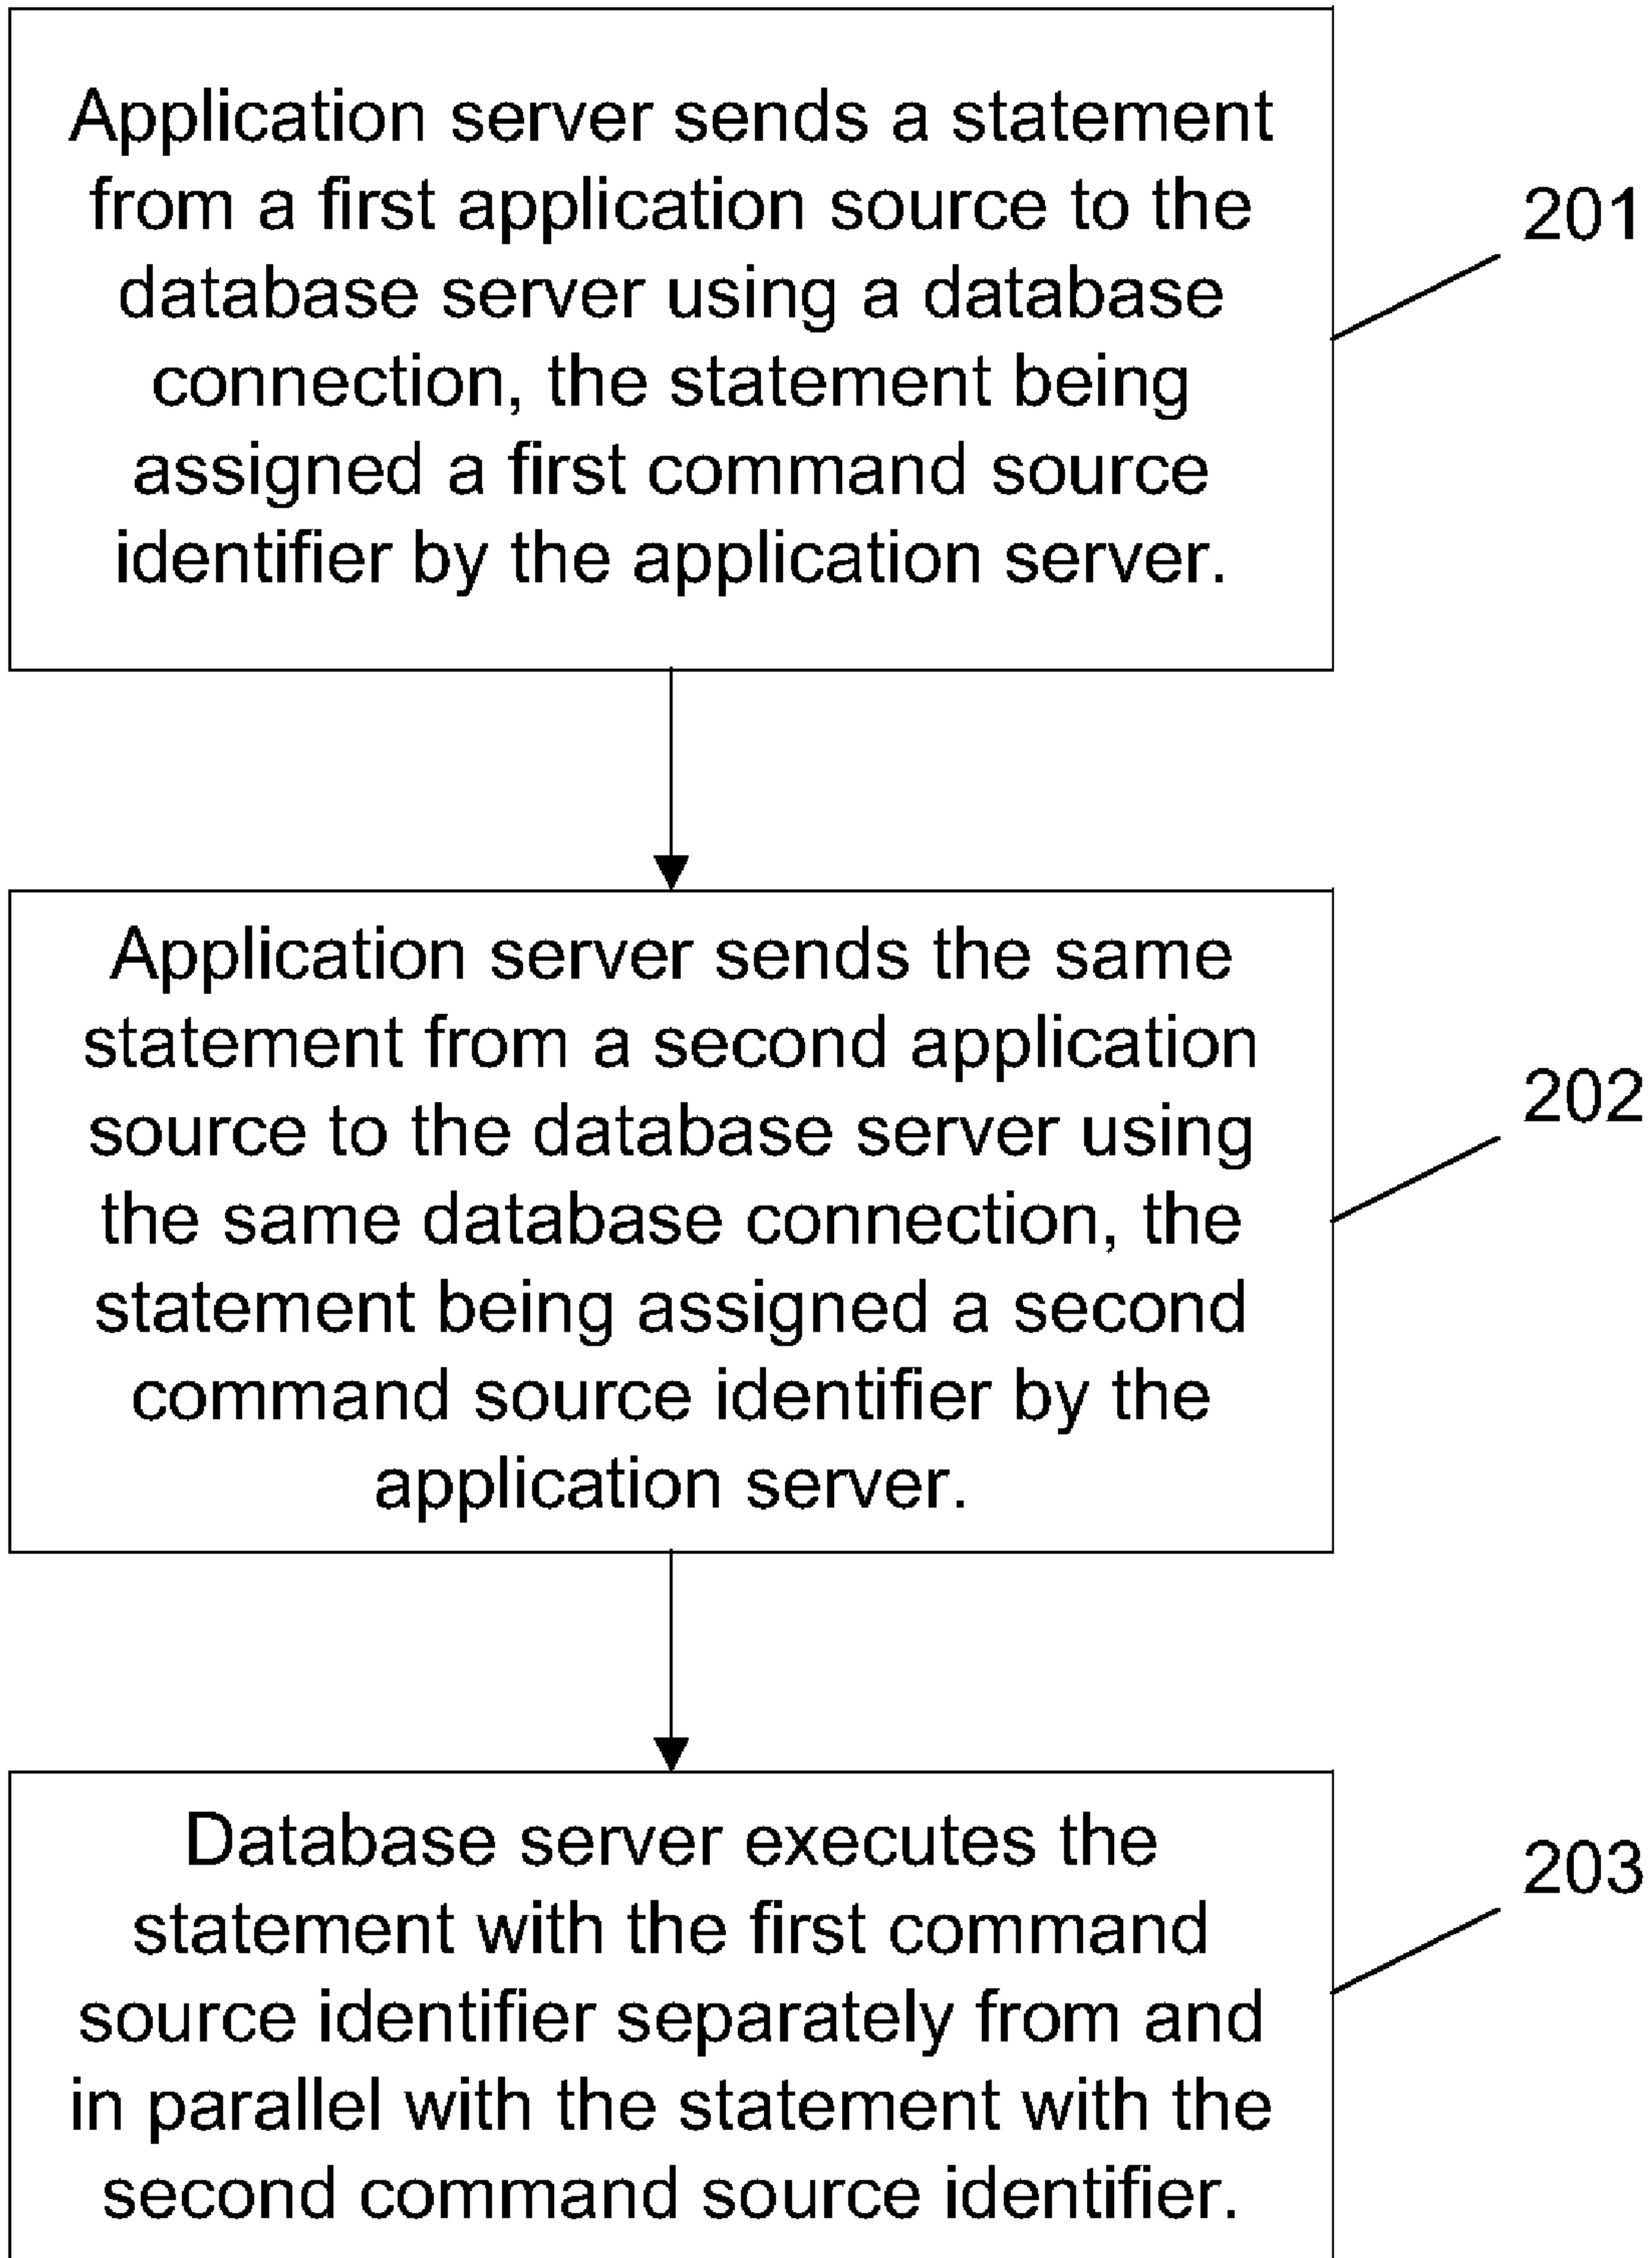 Application server sends a statement
from a first application source to the
database server using a database
connection, the statement being
assigned a first command source
identifier by the application server.
201
Application server sends the same
statement from a second application
source to the database server using
the same database connection, the
statement being assigned a second
command source identifier by the
application server.
202
Database server executes the
statement with the first command
source identifier separately from and
in parallel with the statement with the
second command source identifier.
203